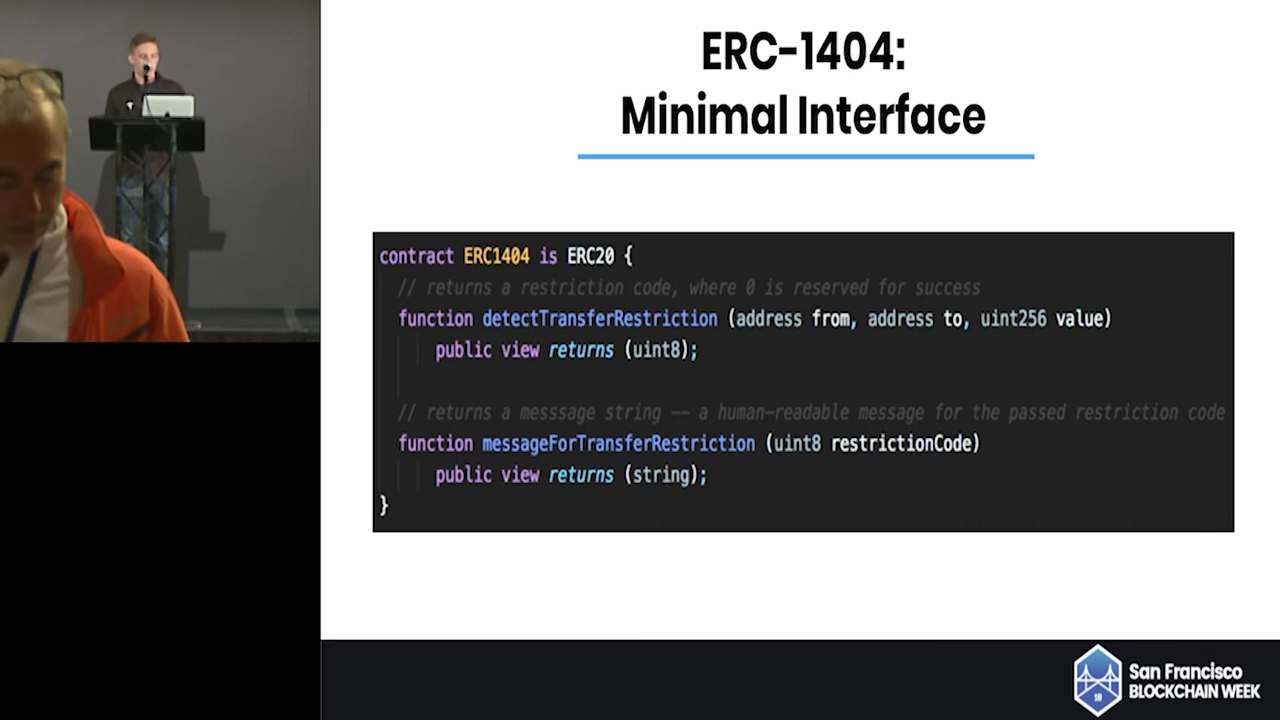 ERC-1404:
Minimal Interface
contract ERC1404 is ERC20 {
// returns a restriction code, where 0 is reserved for success
function detectTransferRestriction (address from, address to, uint256 value)
public view returns (uint8);
// returns a messsage string —— a human-readable message for the passed restriction code
function messageForTransferRestriction (uint8 restrictionCode)
public view returns (string);
}
18
San Francisco
BLOCKCHAIN WEEK